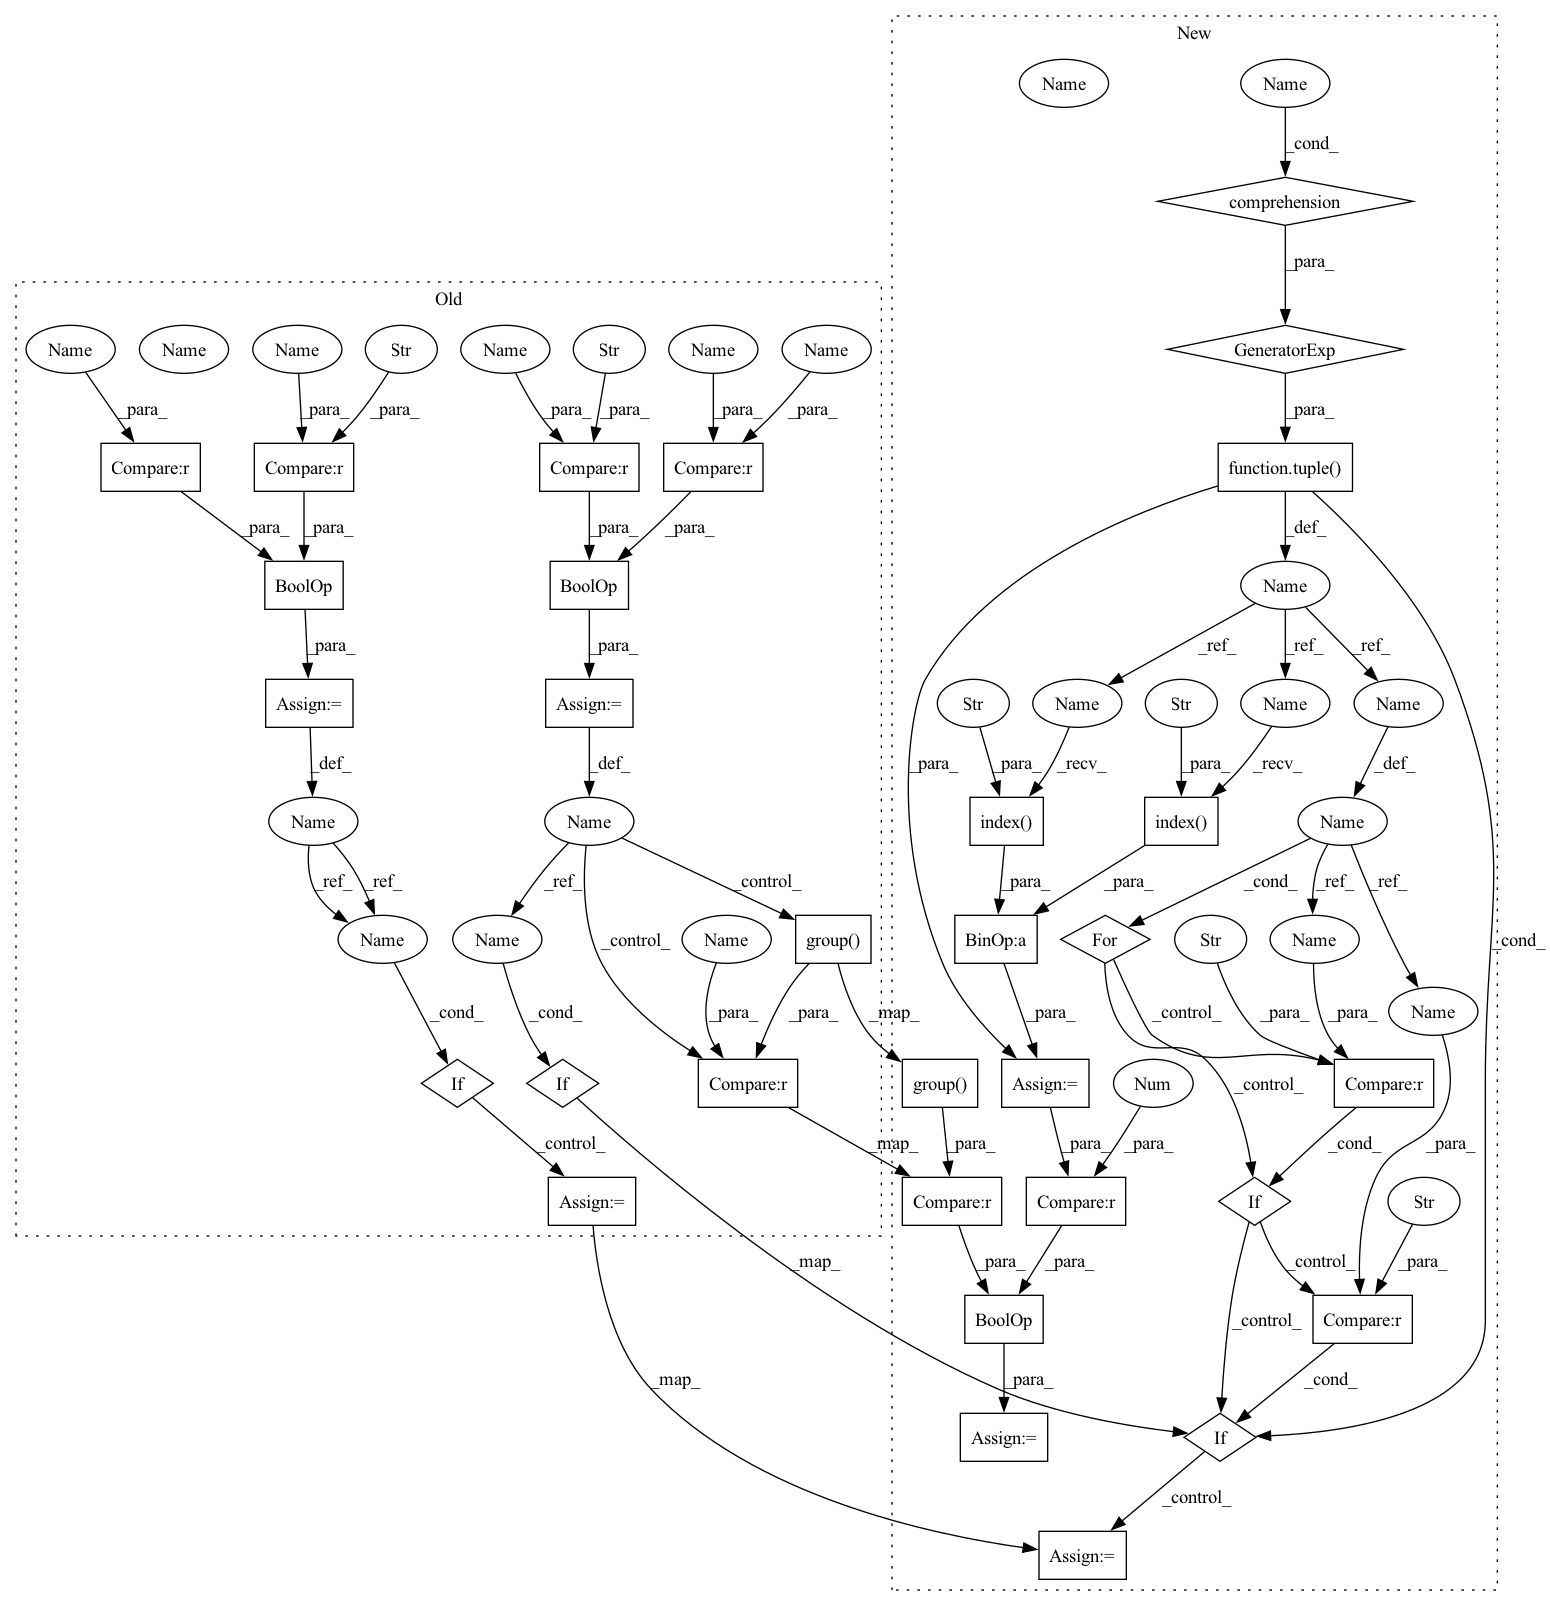 New
Name
Name
_cond_
comprehension
_para_
Old
Name
Name
Name
Str
Name
Str
Name
Name
GeneratorExp
_para_
_para_
_para_
_para_
_para_
_para_
_para_
_para_
Compare:r
Compare:r
Compare:r
Compare:r
function.tuple()
_para_
_para_
_para_
_para_
_def_
BoolOp
BoolOp
Name
_para_
_para_
_ref_
_ref_
_ref_
Assign:=
Assign:=
Str
Name
Str
Name
Name
_def_
_def_
_para_
_para_
_recv_
_para_
_recv_
_def_
Name
Name
index()
index()
Name
_ref_
_ref_
_ref_
_control_
_para_
_para_
_cond_
_ref_
_ref_
Name
Name
_control_
Name
group()
BinOp:a
For
Str
Name
_cond_
_cond_
_cond_
_para_
_para_
_map_
_para_
_control_
_para_
_para_
Name
If
If
Compare:r
group()
Assign:=
Num
_control_
Compare:r
_control_
_map_
_para_
_para_
_para_
_cond_
_para_
Assign:=
Compare:r
Compare:r
If
Str
_map_
_para_
_para_
_control_
_para_
BoolOp
_control_
Compare:r
_map_
_para_
_cond_
Assign:=
If
_control_
Assign:=